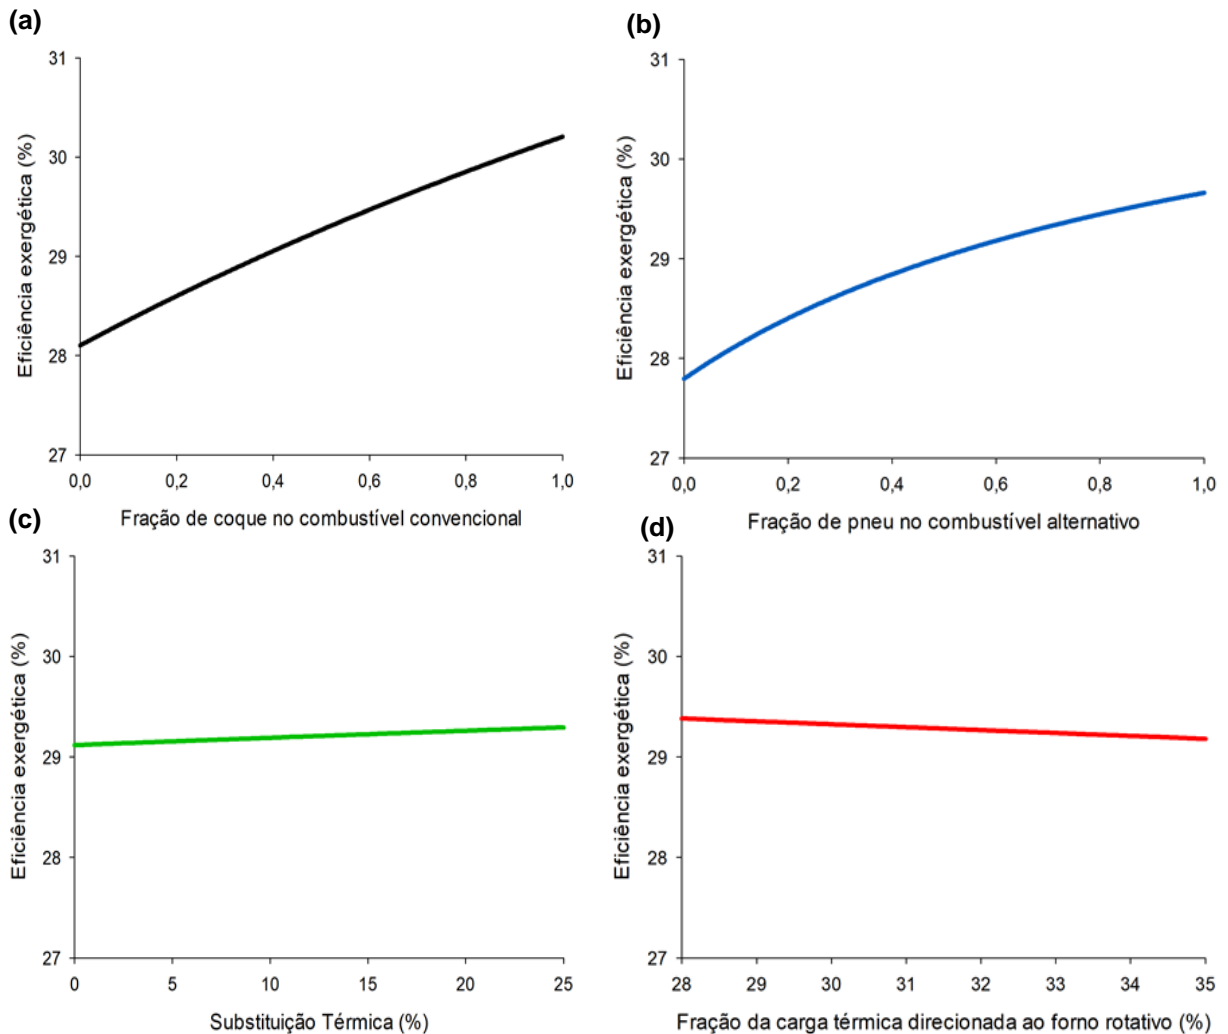 (a)
31
30
29
28
27
Eficiência exergética (%)
0,0 0,2 0,4 0,6 0,8 1,0
Fração de coque no combustível convencional
(b)
31
30
29
28
27
Eficiência exergética (%)
0,0 0,2 0,4 0,6 0,8 1,0
Fração de pneu no combustível alternativo
(c)
31
30
29
28
27
Eficiência exergética (%)
0 5 10 15 20 25
Substituição Térmica (%)
(d)
31
30
29
28
27
Eficiência exergética (%)
28 29 30 31 32 33 34 35
Fração da carga térmica direcionada ao forno rotativo (%)